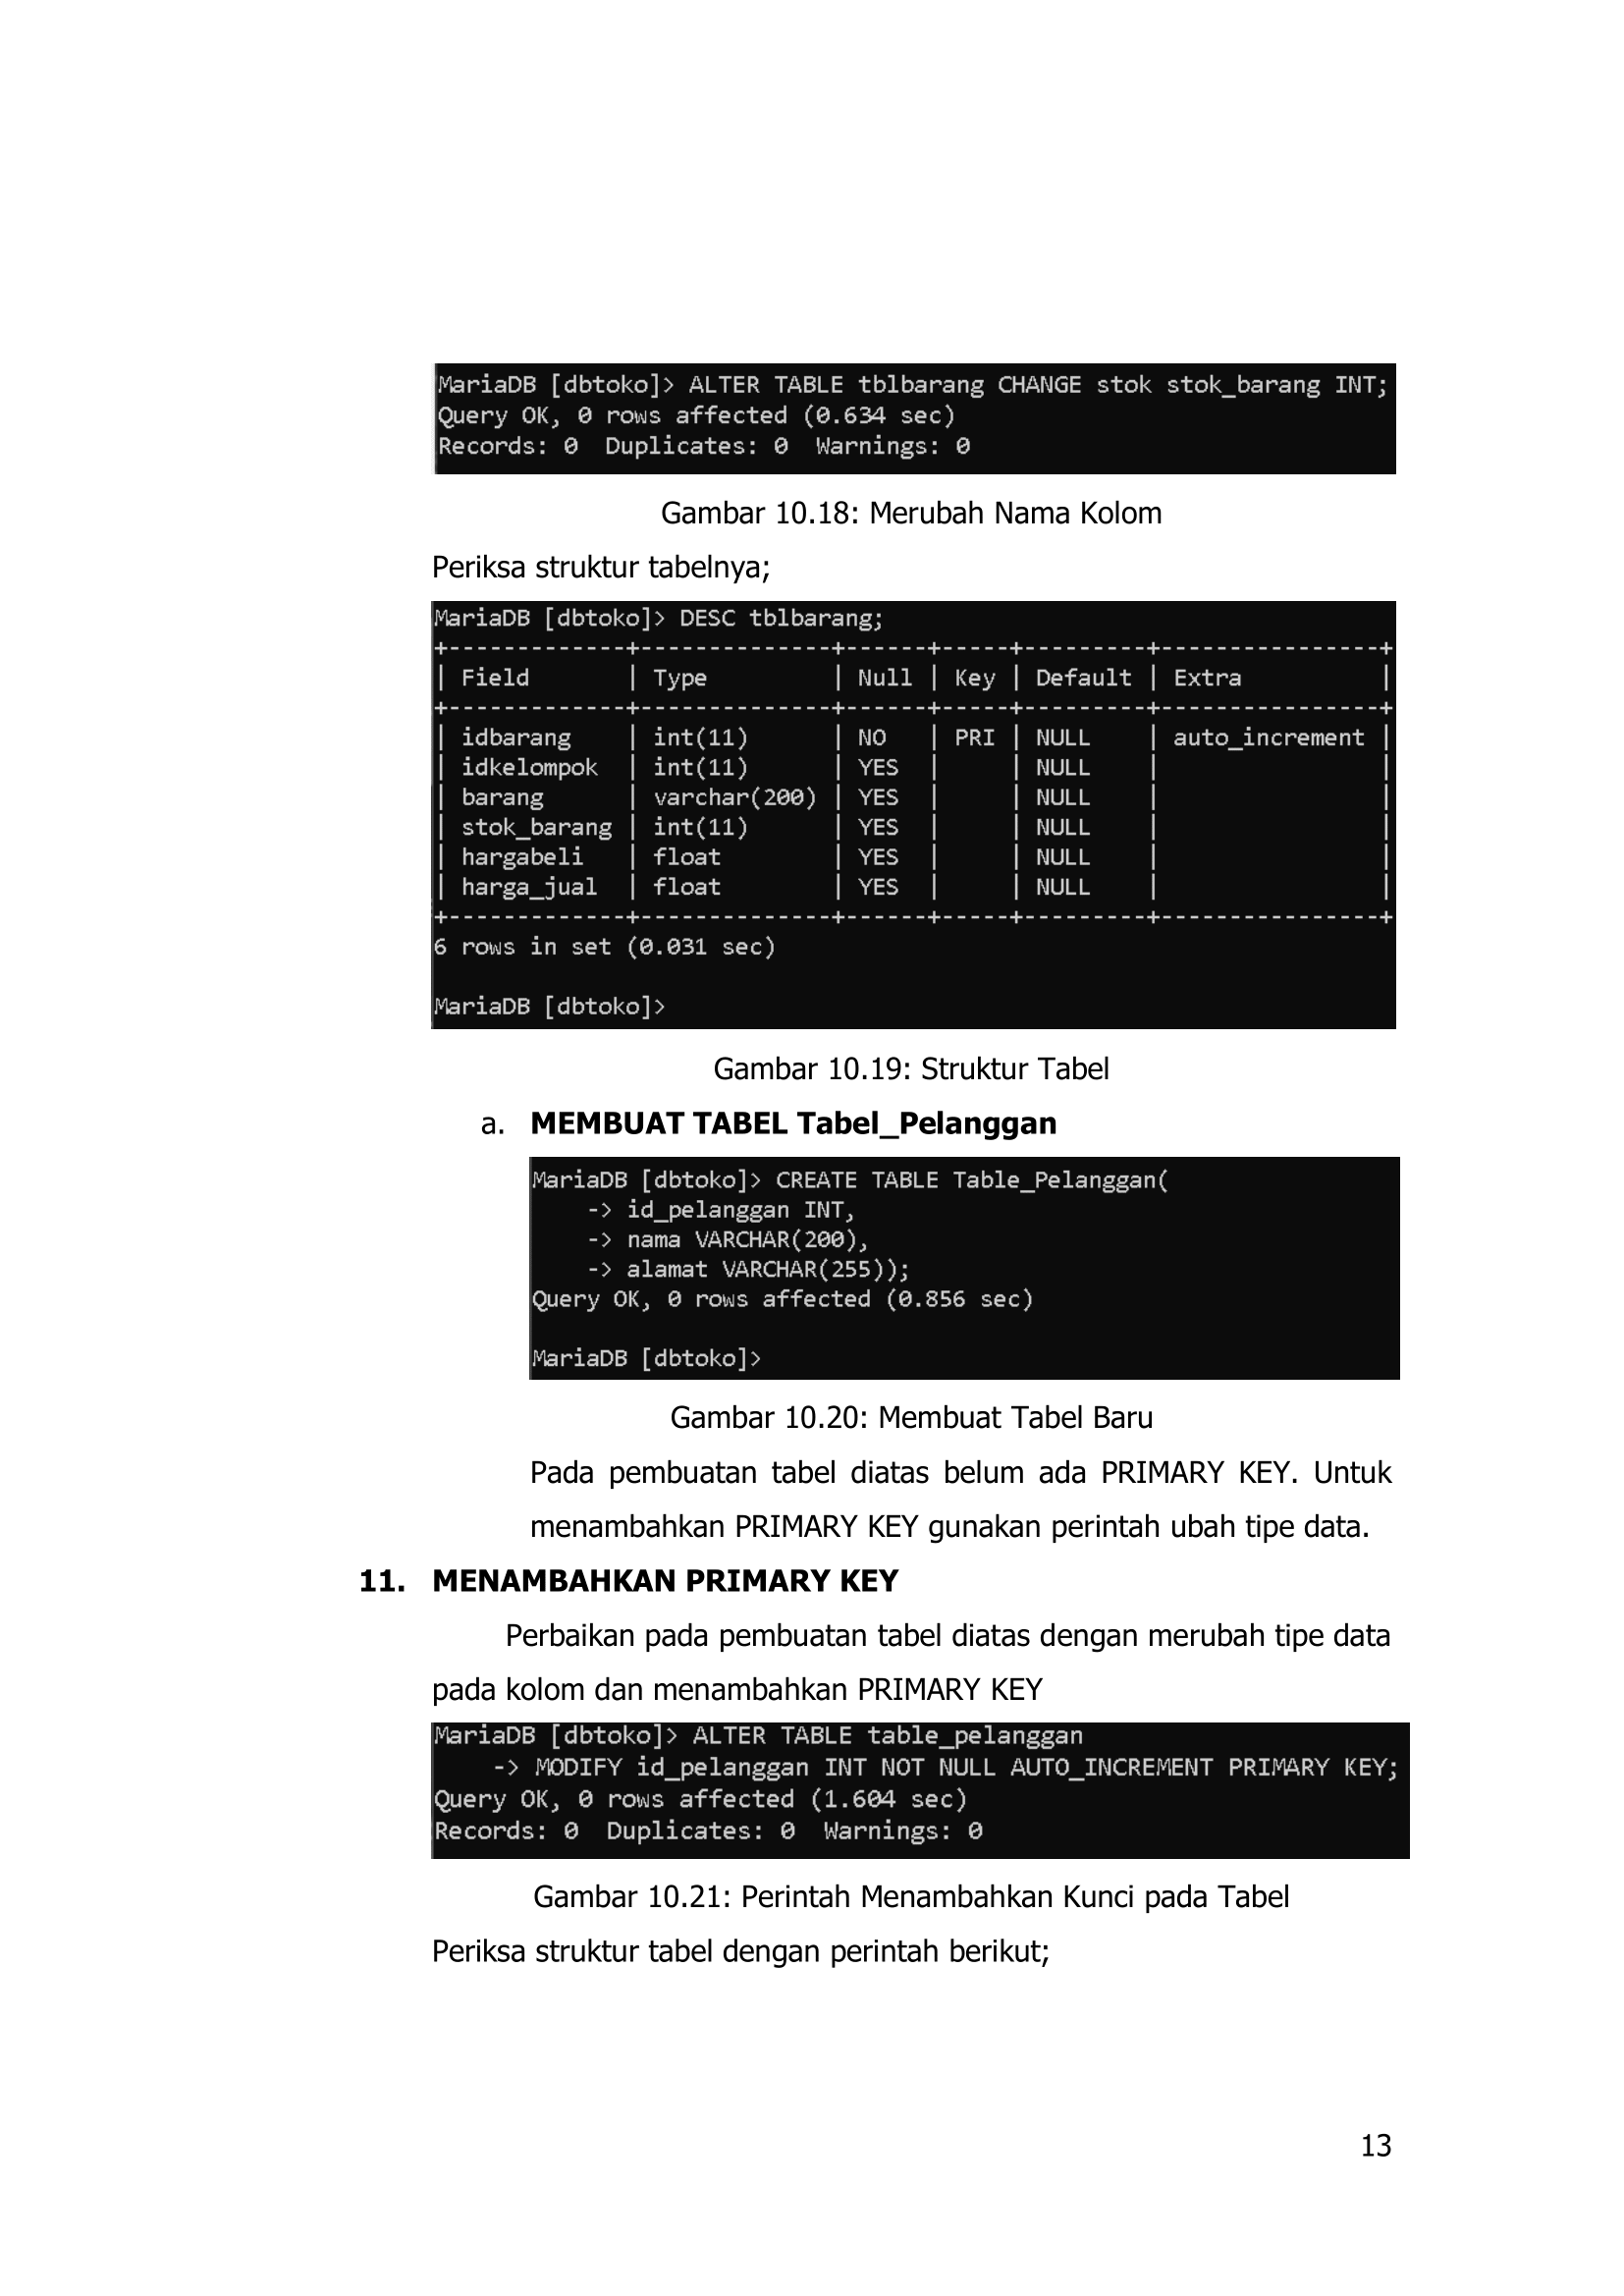 MariaDB [dbtoko]> ALTER TABLE tblbarang CHANGE stok stok_barang INT;
Query OK, 0 rows affected (0.634 sec)
Records: 0  Duplicates: 0  Warnings: 0
Gambar 10.18: Merubah Nama Kolom
Periksa struktur tabelnya;
MariaDB [dbtoko]> DESC tblbarang;
+-------------+--------------+------+-----+---------+----------------+
| Field       | Type         | Null | Key | Default | Extra          |
+-------------+--------------+------+-----+---------+----------------+
| idbarang    | int(11)      | NO   | PRI | NULL    | auto_increment |
| idkelompok  | int(11)      | YES  |     | NULL    |                |
| barang      | varchar(200) | YES  |     | NULL    |                |
| stok_barang | int(11)      | YES  |     | NULL    |                |
| hargabeli   | float        | YES  |     | NULL    |                |
| harga_jual  | float        | YES  |     | NULL    |                |
+-------------+--------------+------+-----+---------+----------------+
6 rows in set (0.031 sec)
MariaDB [dbtoko]>
Gambar 10.19: Struktur Tabel
a. MEMBUAT TABEL Tabel_Pelanggan
MariaDB [dbtoko]> CREATE TABLE Table_Pelanggan(
    -> id_pelanggan INT,
    -> nama VARCHAR(200),
    -> alamat VARCHAR(255));
Query OK, 0 rows affected (0.856 sec)
MariaDB [dbtoko]>
Gambar 10.20: Membuat Tabel Baru
Pada pembuatan tabel diatas belum ada PRIMARY KEY. Untuk
menambahkan PRIMARY KEY gunakan perintah ubah tipe data.
11. MENAMBAHKAN PRIMARY KEY
Perbaikan pada pembuatan tabel diatas dengan merubah tipe data
pada kolom dan menambahkan PRIMARY KEY
MariaDB [dbtoko]> ALTER TABLE table_pelanggan
    -> MODIFY id_pelanggan INT NOT NULL AUTO_INCREMENT PRIMARY KEY;
Query OK, 0 rows affected (1.604 sec)
Records: 0  Duplicates: 0  Warnings: 0
Gambar 10.21: Perintah Menambahkan Kunci pada Tabel
Periksa struktur tabel dengan perintah berikut;
13